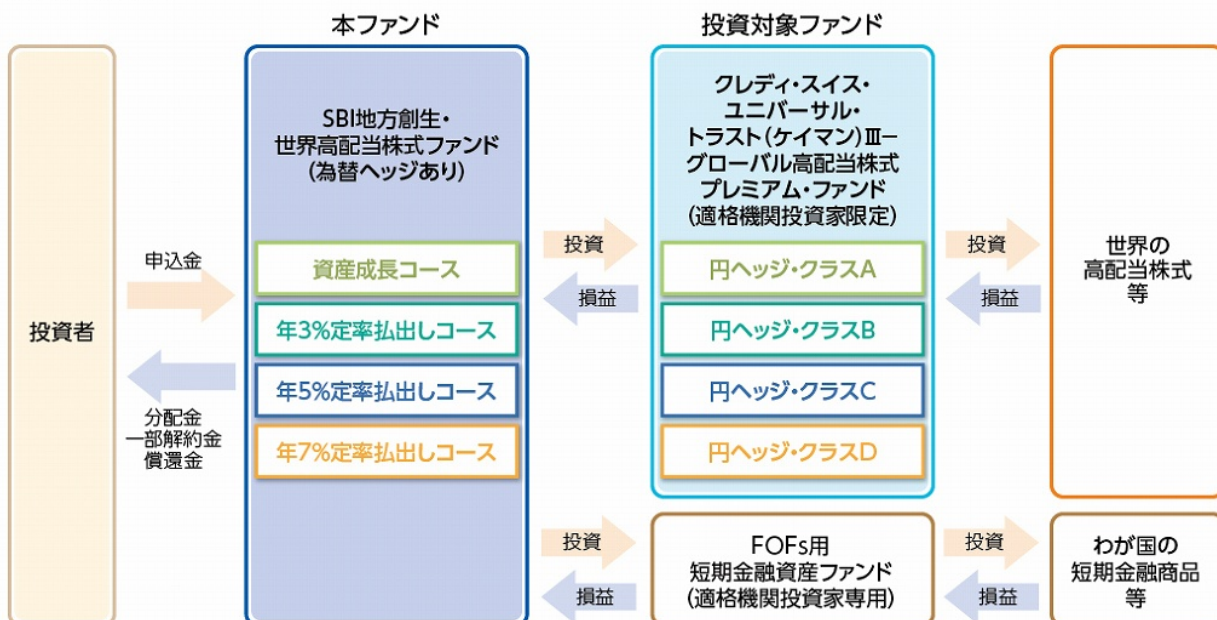 本ファンド
投資対象ファンド
投資者
申込金
分配金
一部解約金
償還金
SBI地方創生・
世界高配当株式ファンド
(為替ヘッジあり)
資産成長コース
年3%定率払出しコース
年5%定率払出しコース
年7%定率払出しコース
投資
損益
クレディ・スイス・
ユニバーサル・
トラスト(ケイマン)Ⅲ−
グローバル高配当株式
プレミアム・ファンド
(適格機関投資家限定)
円ヘッジ・クラスA
円ヘッジ・クラスB
円ヘッジ・クラスC
円ヘッジ・クラスD
投資
損益
世界の
高配当株式
等
投資
損益
FOFs用
短期金融資産ファンド
(適格機関投資家専用)
投資
損益
わが国の
短期金融商品
等